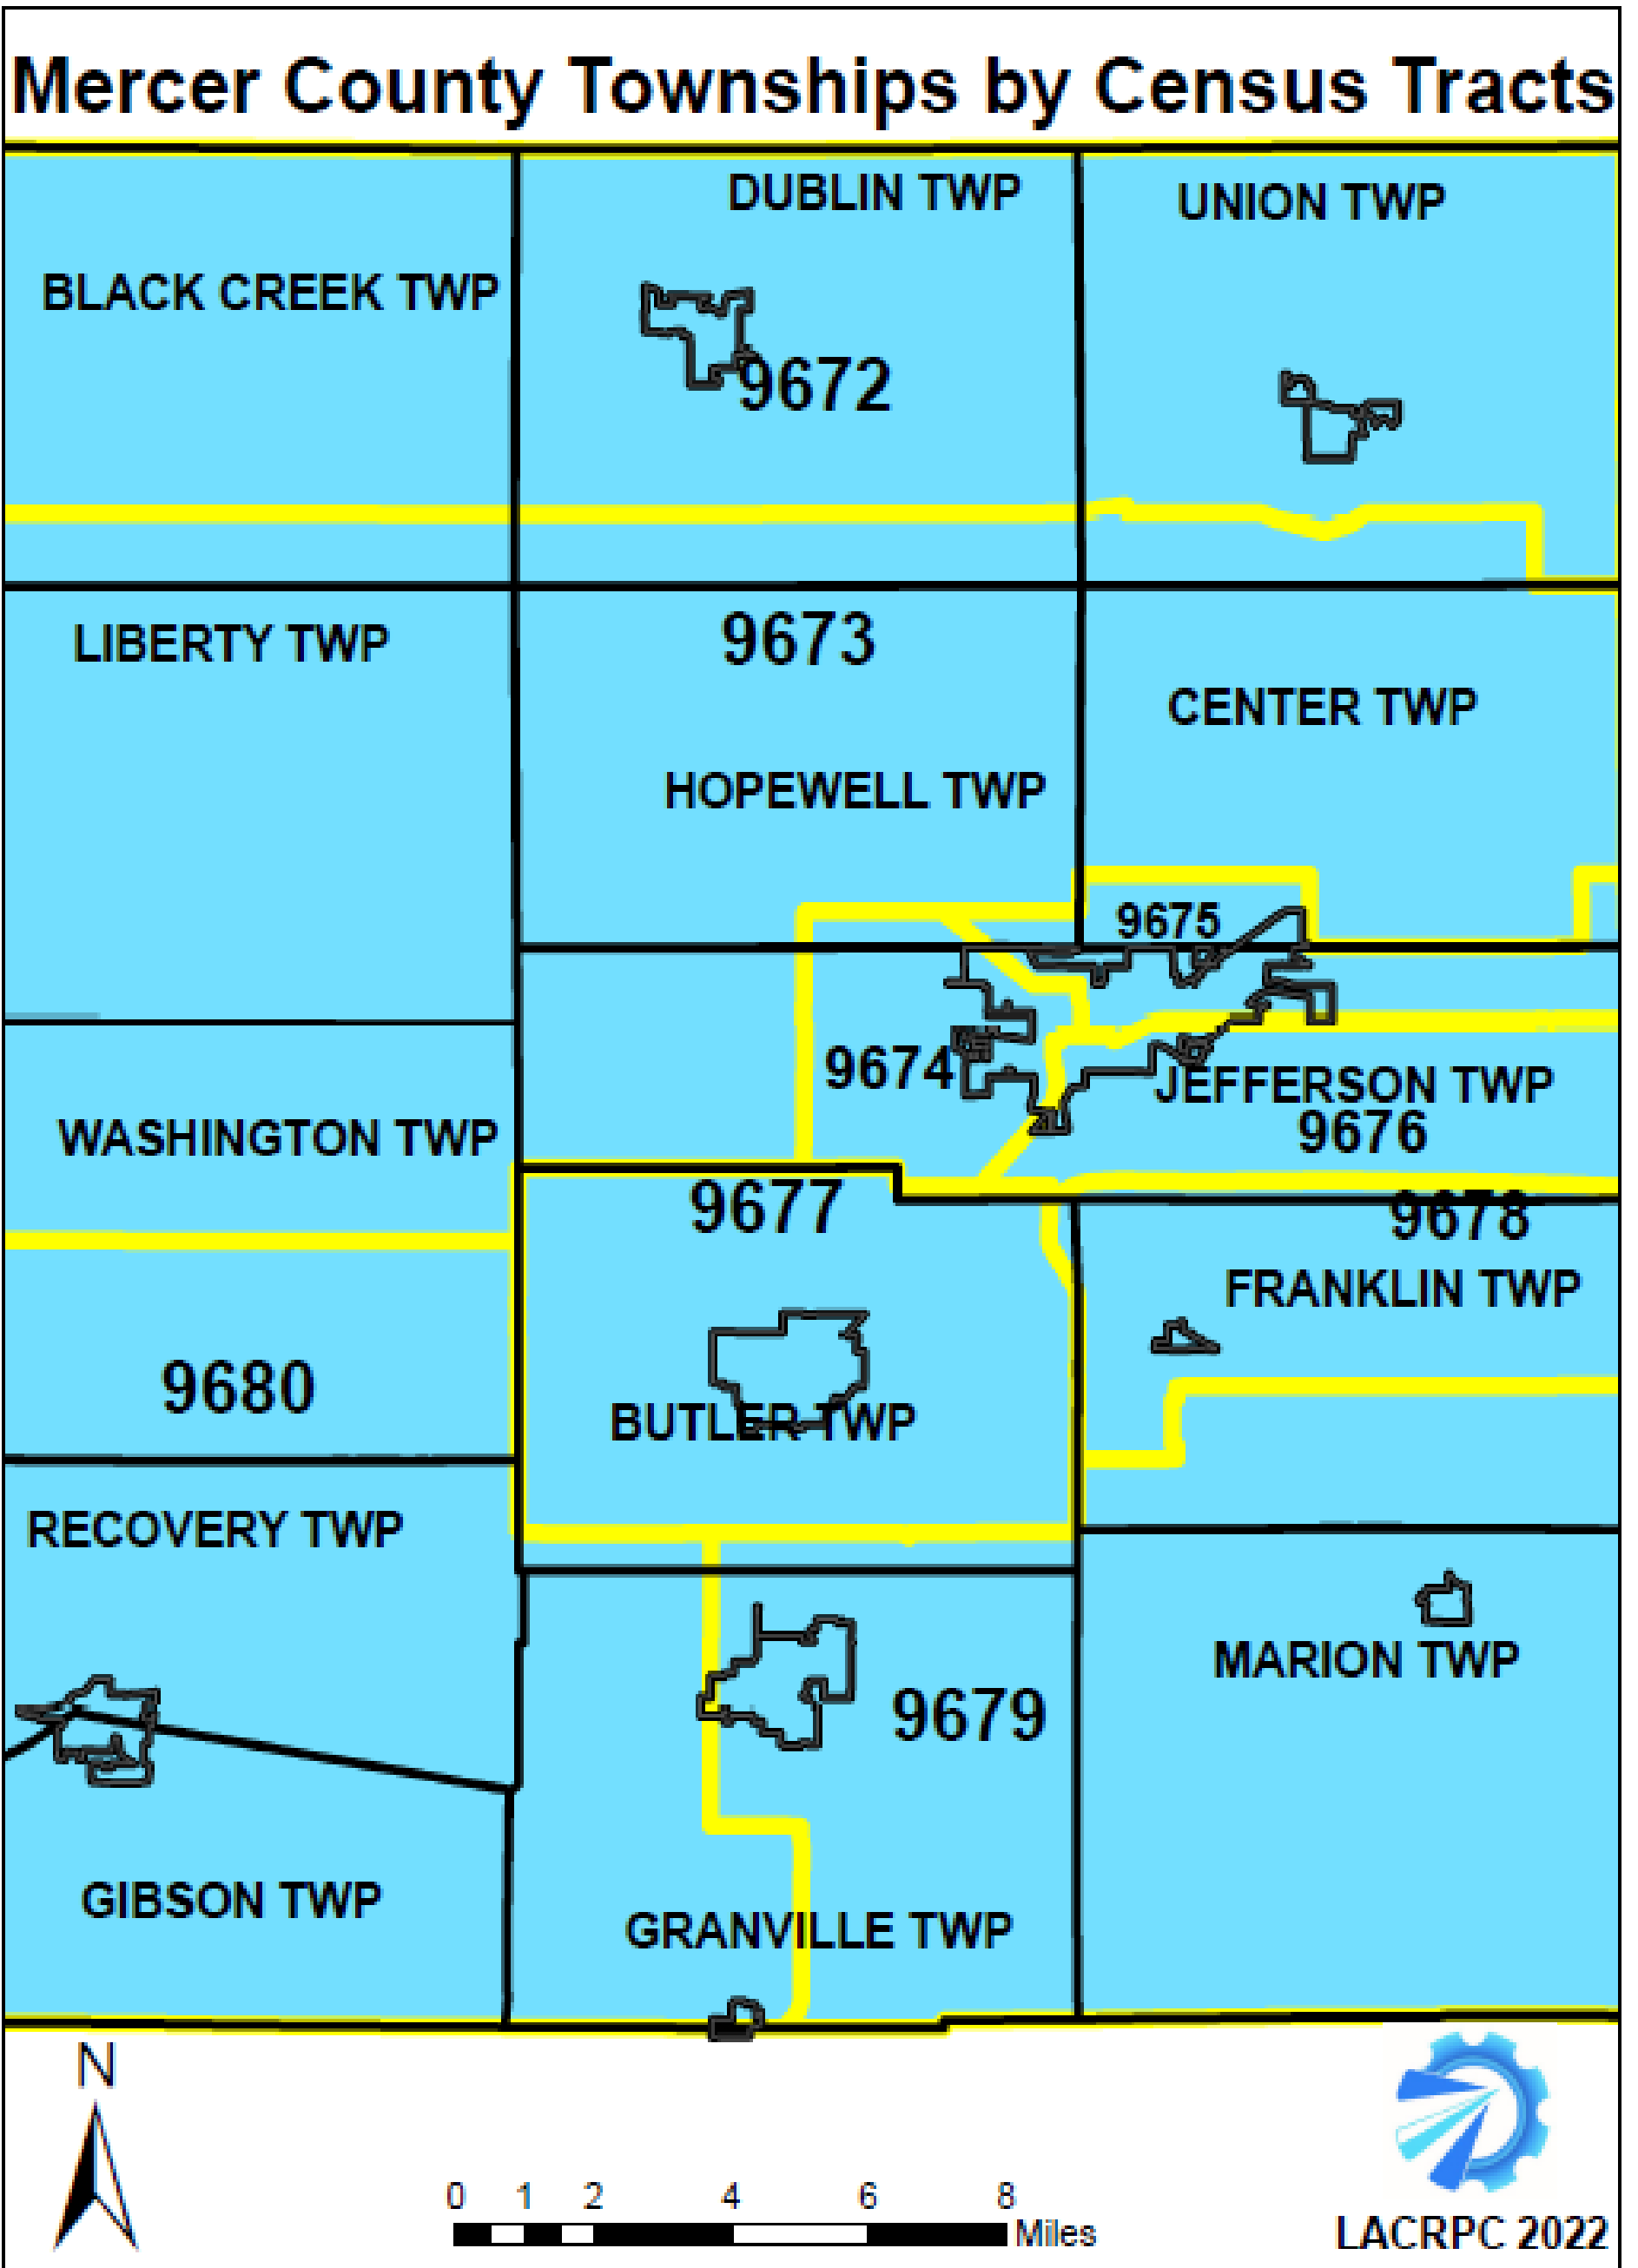 Mercer County Townships by Census Tracts
DUBLIN TWP
UNION TWP
BLACK CREEK TWP
9672
LIBERTY TWP
9673
CENTER TWP
HOPEWELL TWP
9675
9674
JEFFERSON TWP
WASHINGTON TWP
9676
9677
9678
FRANKLIN TWP
9680
BUTLER TWP
RECOVERY TWP
MARION TWP
9679
GIBSON TWP
GRANVILLE TWP
N
0 1 2 4 6 8
Miles
LACRPC 2022